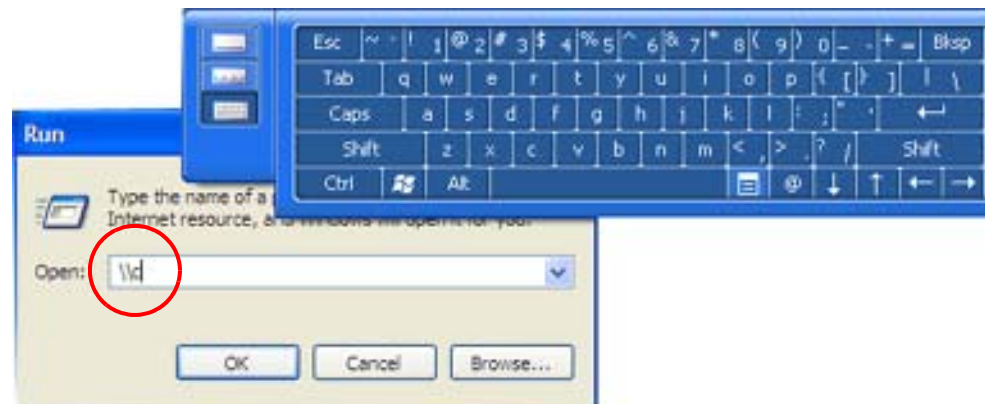 Esc ~ ` ! 1 @ 2 # 3 $ 4 % 5 ^ 6 & 7 * 8 ( 9 ) 0 _ - + = Bksp
Tab q w e r t y u i o p { [ } ] | \
Caps a s d f g h j k l : ; " '
Shift z x c v b n m < , > . ? / Shift
Ctrl Alt @ ↓ ↑ ← →
Run
Type the name of a
Internet resource, and Windows will open it for you.
Open: \\c
OK Cancel Browse...